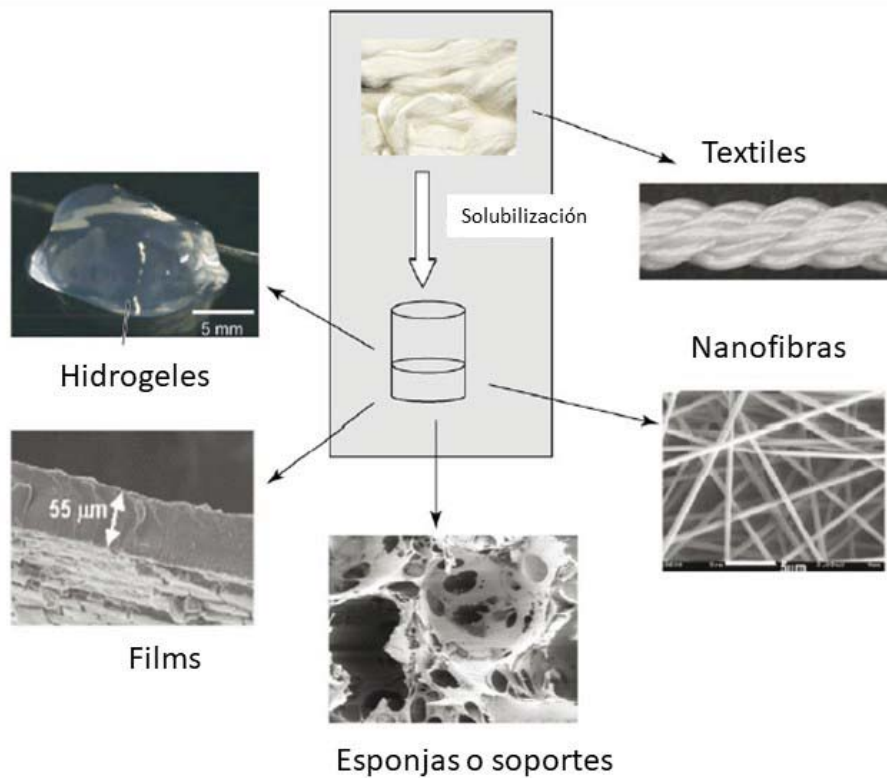 Solubilización
Textiles
5 mm
Hidrogeles
Nanofibras
55 µm
Films
Esponjas o soportes